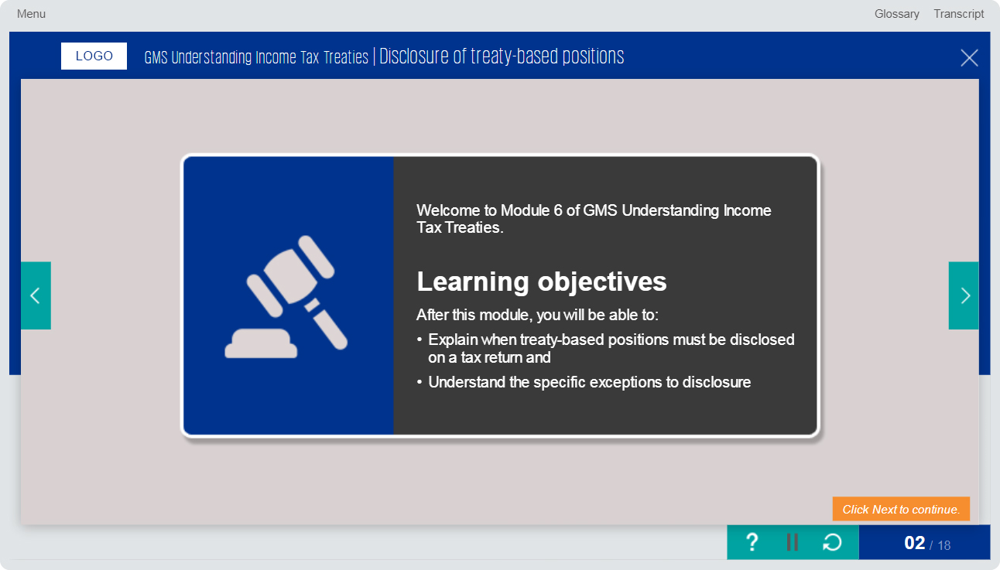 Menu
Glossary
Transcript
LOGO
GMS Understanding Income Tax Treaties | Disclosure of treaty-based positions
Welcome to Module 6 of GMS Understanding Income
Tax Treaties.
Learning objectives
After this module, you will be able to:
• Explain when treaty-based positions must be disclosed
on a tax return and
• Understand the specific exceptions to disclosure
Click Next to continue.
?
02 / 18